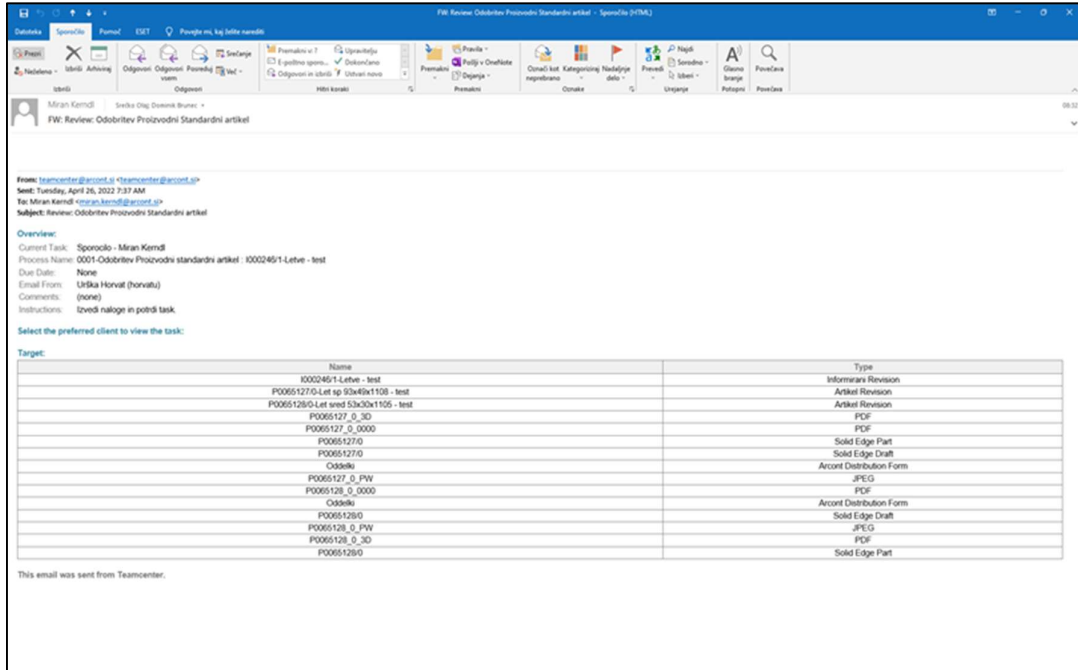 FW: Review: Odobritev Proizvodni Standardni artikel - Sporočilo (HTML)
Datoteka Sporočilo Pomoč ESET Povejte mi, kaj želite narediti
Prezri
Neželeno
Izbriši Arhiviraj
Odgovori Odgovori vsem Posreduj
Srečanje
Več
Premakni v: ?
E-poštno sporo...
Odgovori in izbriši
Upravitelju
Dokončano
Ustvari novo
Premakni
Pravila
Pošlji v OneNote
Dejanja
Označi kot neprebrano Kategoriziraj Nadaljnje delo
Prevedi
Najdi
Sorodno
Izberi
Glasno branje
Povečava
Izbriši Odgovori Hitri koraki Premakni Oznake Urejanje Potopni Povečava
Miran Kerndl Srečko Olaj; Dominik Brunec
08:32
FW: Review: Odobritev Proizvodni Standardni artikel
From: teamcenter@arcont.si <teamcenter@arcont.si>
Sent: Tuesday, April 26, 2022 7:37 AM
To: Miran Kerndl <miran.kerndl@arcont.si>
Subject: Review: Odobritev Proizvodni Standardni artikel
Overview:
Current Task: Sporocilo - Miran Kerndl
Process Name: 0001-Odobritev Proizvodni standardni artikel : I000246/1-Letve - test
Due Date: None
Email From: Urška Horvat (horvatu)
Comments: (none)
Instructions: Izvedi naloge in potrdi task.
Select the preferred client to view the task:
Target:
Name Type
I000246/1-Letve - test Informirani Revision
P0065127/0-Let sp 93x49x1108 - test Artikel Revision
P0065128/0-Let sred 53x30x1105 - test Artikel Revision
P0065127_0_3D PDF
P0065127_0_0000 PDF
P0065127/0 Solid Edge Part
P0065127/0 Solid Edge Draft
Oddelki Arcont Distribution Form
P0065127_0_PW JPEG
P0065128_0_0000 PDF
Oddelki Arcont Distribution Form
P0065128/0 Solid Edge Draft
P0065128_0_PW JPEG
P0065128_0_3D PDF
P0065128/0 Solid Edge Part
This email was sent from Teamcenter.